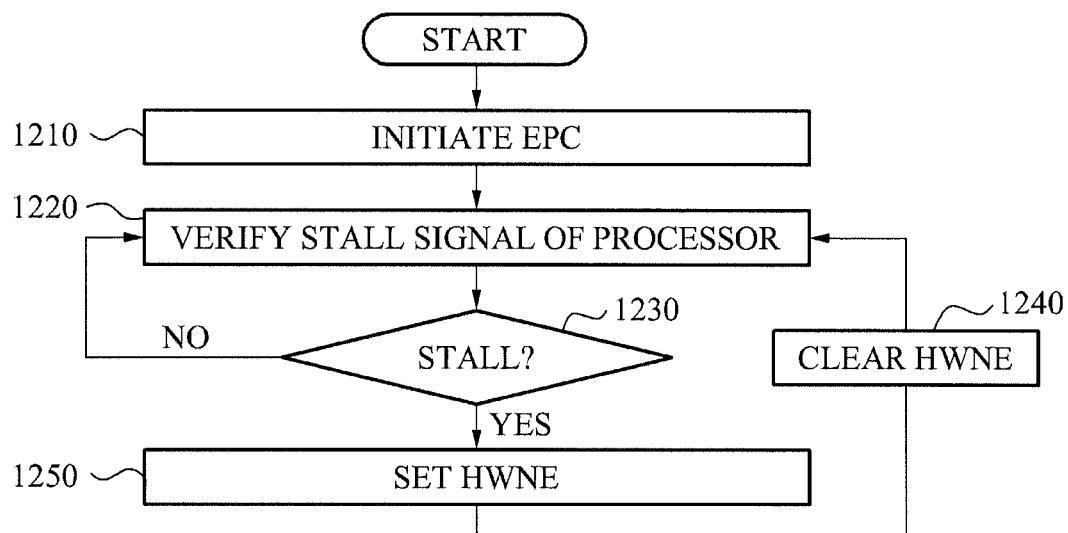 START
1210
INITIATE EPC
1220
VERIFY STALL SIGNAL OF PROCESSOR
1230
1240
NO
STALL?
CLEAR HWNE
YES
1250
SET HWNE